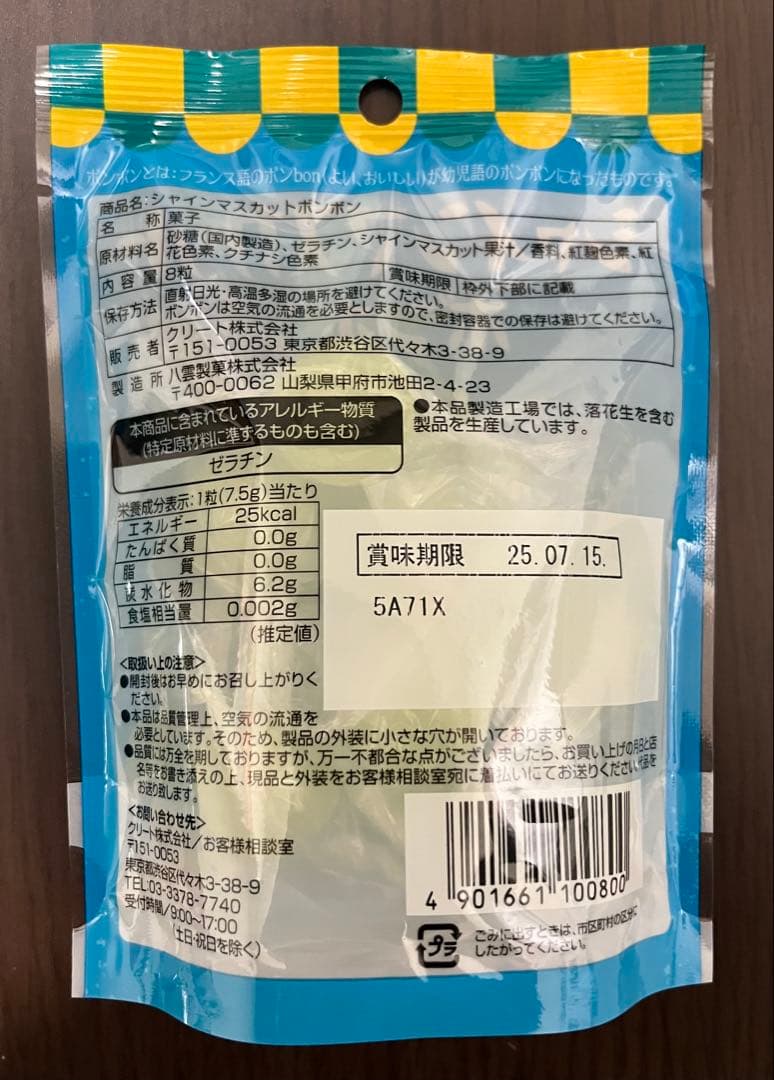 ボンボンとは：フランス語のボンbon（よい、おいしい）が幼児語のボンボンになったものです。
商品名：シャインマスカットボンボン
名 称 菓子
原材料名 砂糖（国内製造）、ゼラチン、シャインマスカット果汁／香料、紅麹色素、紅
花色素、クチナシ色素
内容量 8粒 賞味期限 枠外下部に記載
保存方法 直射日光・高温多湿の場所を避けてください。
ボンボンは空気の流通を必要としますので、密封容器での保存は避けてください。
販売者 クリート株式会社
〒151-0053 東京都渋谷区代々木3-38-9
製造所 八雲製菓株式会社
〒400-0062 山梨県甲府市池田2-4-23
本商品に含まれているアレルギー物質
（特定原材料に準ずるものも含む）
ゼラチン
●本品製造工場では、落花生を含む
製品を生産しています。
栄養成分表示：1粒（7.5g）当たり
エネルギー 25kcal
たんぱく質 0.0g
脂質 0.0g
炭水化物 6.2g
食塩相当量 0.002g
（推定値）
賞味期限 25.07.15.
5A71X
＜取扱い上の注意＞
●開封後はお早めにお召し上がりく
ださい。
●本品は品質管理上、空気の流通を
必要としています。そのため、製品の外装に小さな穴が開いております。
●品質には万全を期しておりますが、万一不都合な点がございましたら、お買い上げの月日と店
名等をお書き添えの上、現品と外装をお客様相談室宛に着払いにてお送りください。代品を
お送り致します。
＜お問い合わせ先＞
クリート株式会社／お客様相談室
〒151-0053
東京都渋谷区代々木3-38-9
TEL:03-3378-7740
受付時間／9:00〜17:00
（土日・祝日を除く）
4 901661 100800
プラ
ごみに出すときは、市区町村の区分に
したがってください。